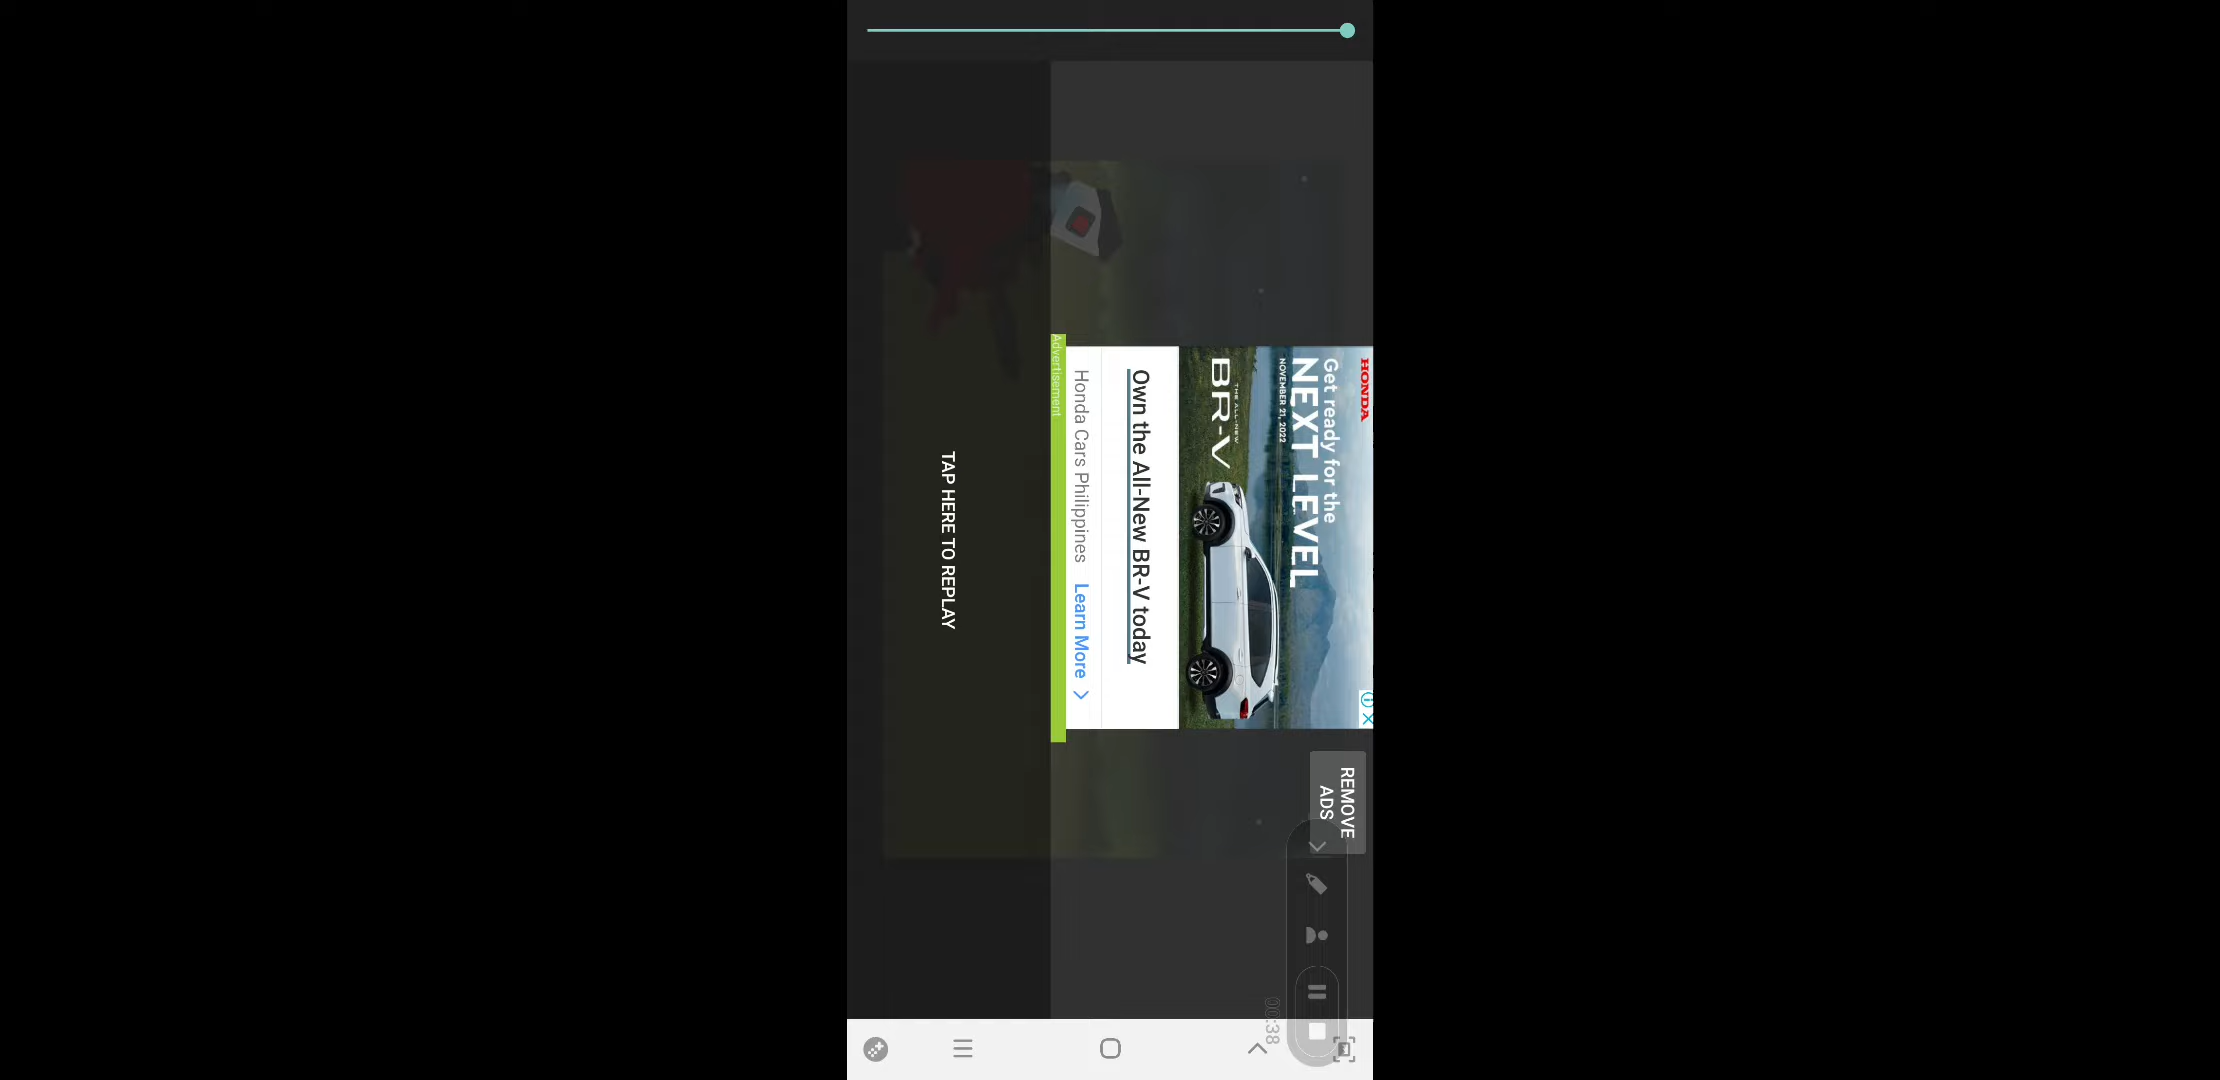 HONDA
Get ready for the
NEXT LEVEL
NOVEMBER 21, 2022
THE ALL-NEW
BR-V
Own the All-New BR-V today
Honda Cars Philippines Learn More
Advertisement
REMOVE
ADS
00:38
TAP HERE TO REPLAY